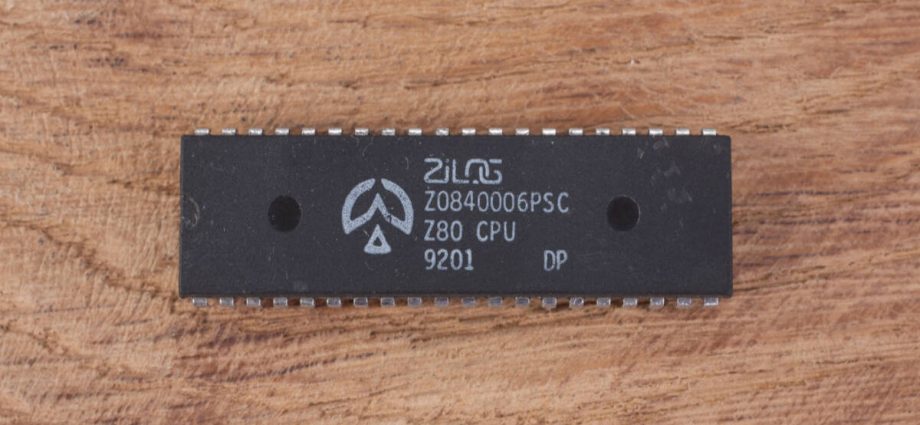 ZiLOG
Z0840006PSC
Z80 CPU
9201 DP